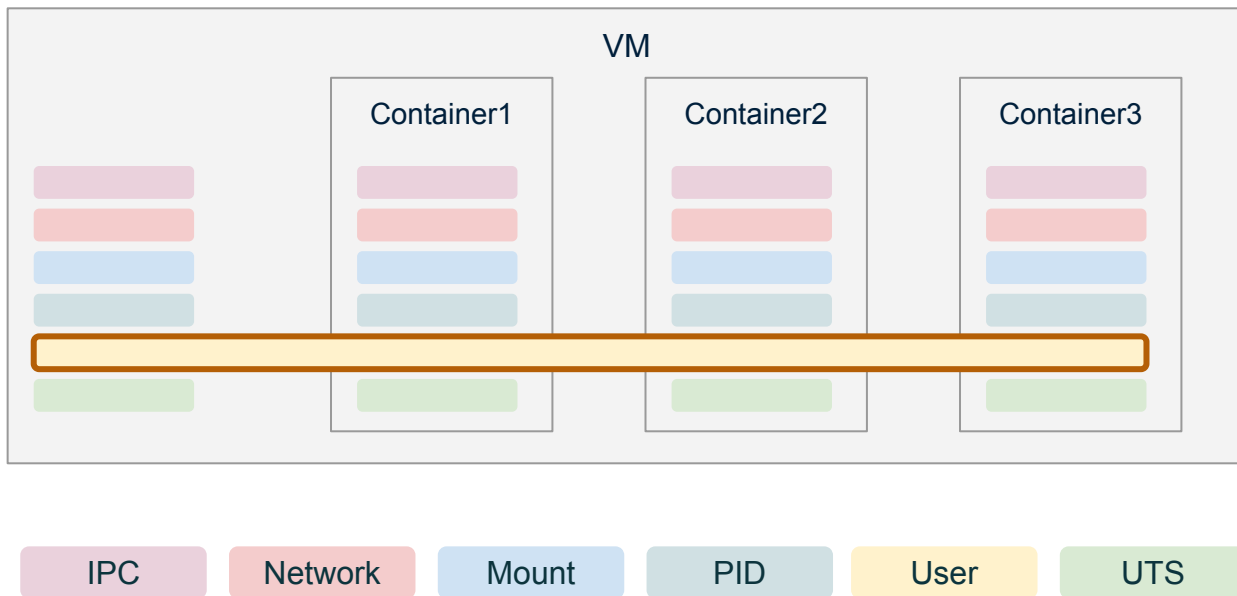 VM
Container1
Container2
Container3
IPC
Network
Mount
PID
User
UTS